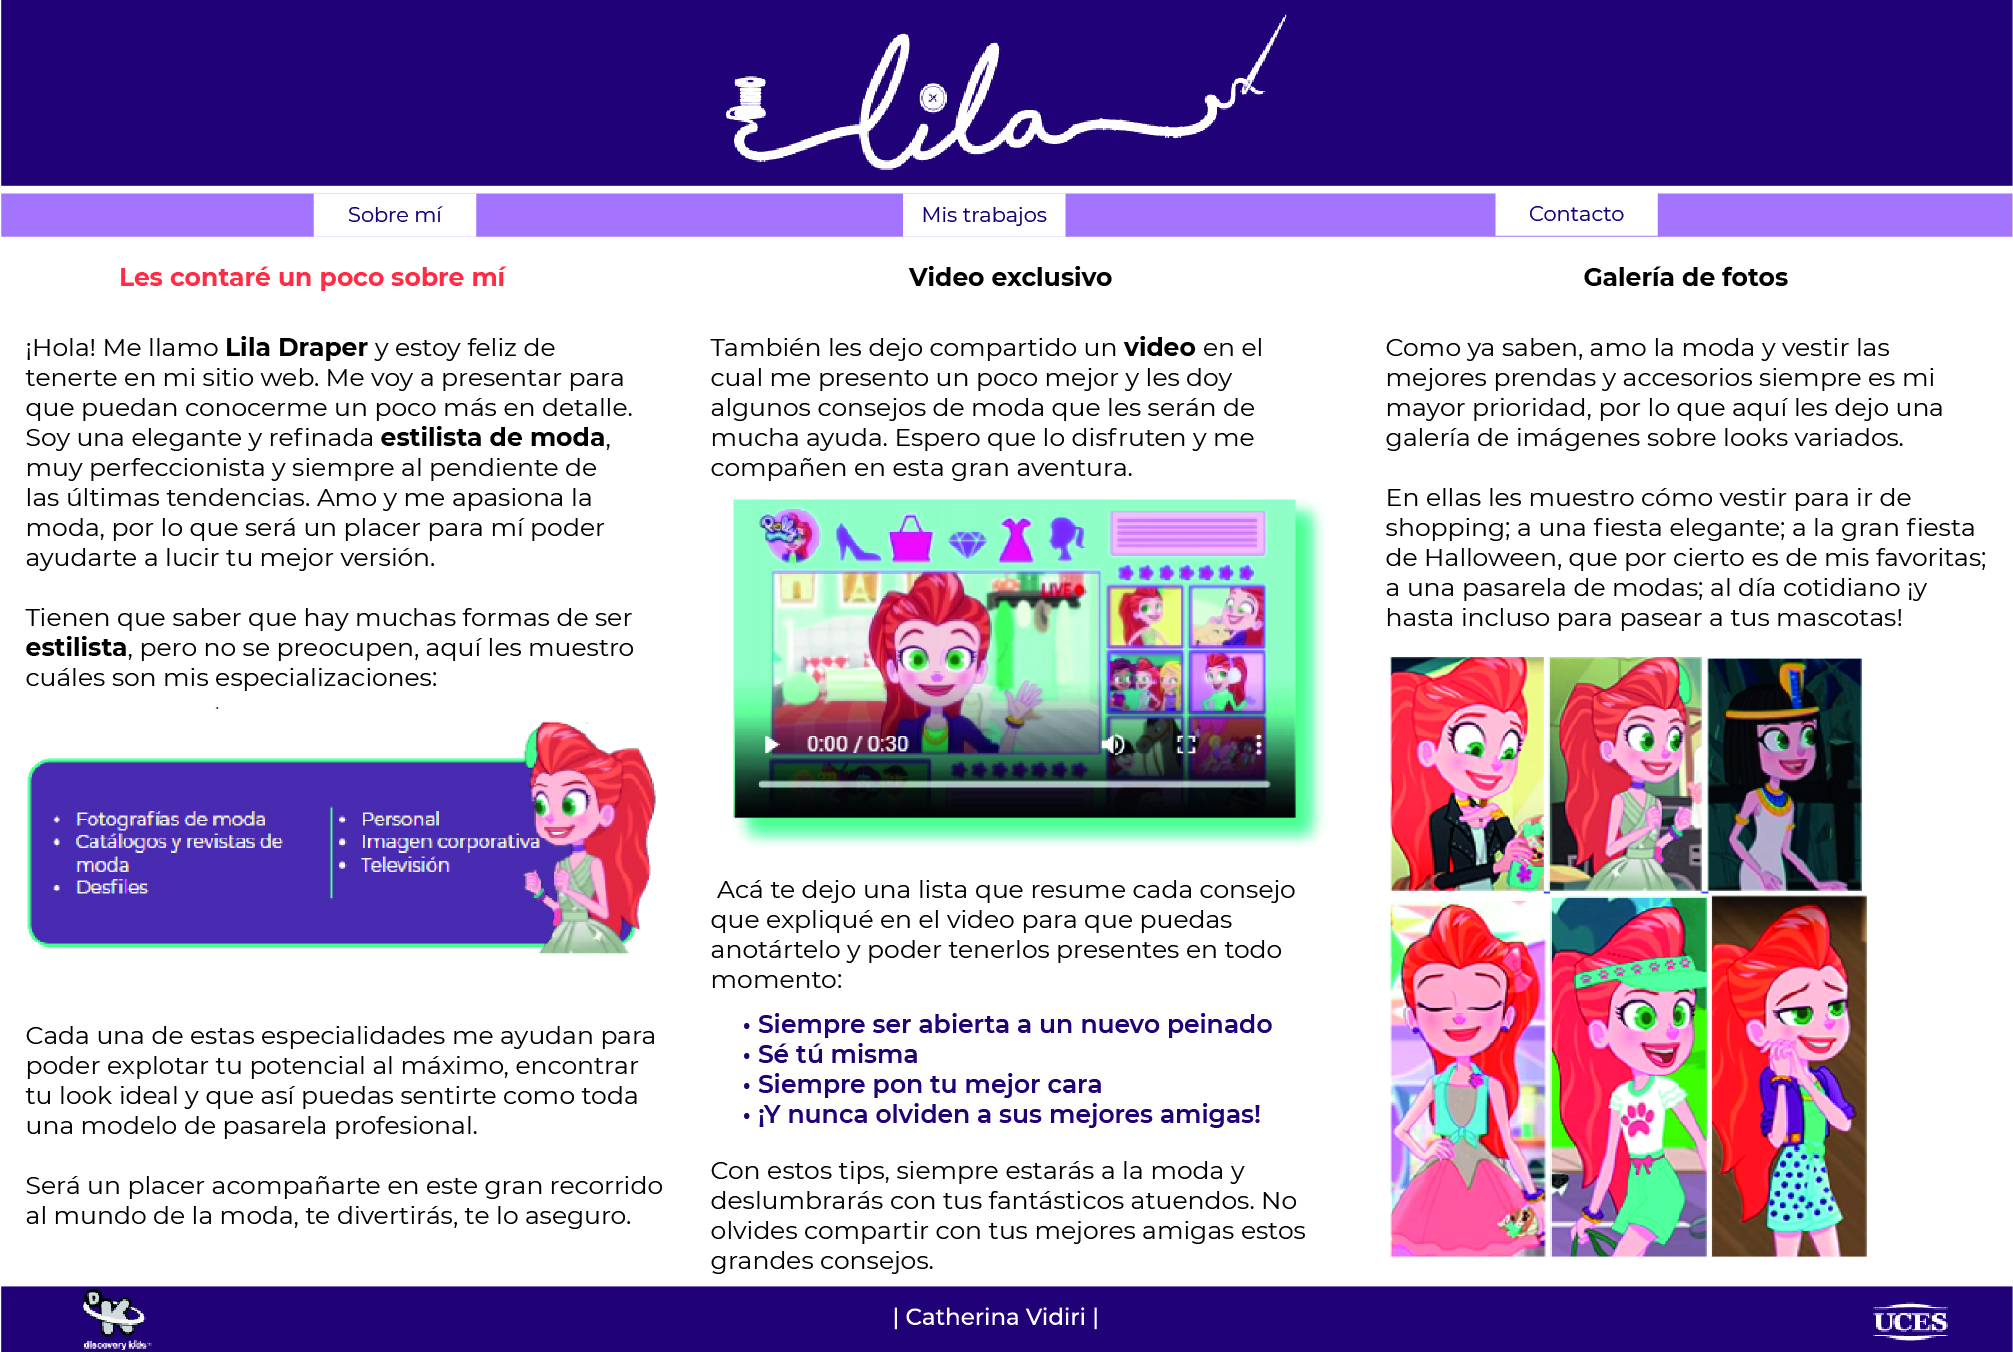 lila
Sobre mí
Mis trabajos
Contacto
Les contaré un poco sobre mí
¡Hola! Me llamo Lila Draper y estoy feliz de
tenerte en mi sitio web. Me voy a presentar para
que puedan conocerme un poco más en detalle.
Soy una elegante y refinada estilista de moda,
muy perfeccionista y siempre al pendiente de
las últimas tendencias. Amo y me apasiona la
moda, por lo que será un placer para mí poder
ayudarte a lucir tu mejor versión.
Tienen que saber que hay muchas formas de ser
estilista, pero no se preocupen, aquí les muestro
cuáles son mis especializaciones:
• Fotografías de moda
• Catálogos y revistas de
moda
• Desfiles
• Personal
• Imagen corporativa
• Televisión
Cada una de estas especialidades me ayudan para
poder explotar tu potencial al máximo, encontrar
tu look ideal y que así puedas sentirte como toda
una modelo de pasarela profesional.
Será un placer acompañarte en este gran recorrido
al mundo de la moda, te divertirás, te lo aseguro.
Video exclusivo
También les dejo compartido un video en el
cual me presento un poco mejor y les doy
algunos consejos de moda que les serán de
mucha ayuda. Espero que lo disfruten y me
compañen en esta gran aventura.
LIVE
0:00 / 0:30
Acá te dejo una lista que resume cada consejo
que expliqué en el video para que puedas
anotártelo y poder tenerlos presentes en todo
momento:
• Siempre ser abierta a un nuevo peinado
• Sé tú misma
• Siempre pon tu mejor cara
• ¡Y nunca olviden a sus mejores amigas!
Con estos tips, siempre estarás a la moda y
deslumbrarás con tus fantásticos atuendos. No
olvides compartir con tus mejores amigas estos
grandes consejos.
Galería de fotos
Como ya saben, amo la moda y vestir las
mejores prendas y accesorios siempre es mi
mayor prioridad, por lo que aquí les dejo una
galería de imágenes sobre looks variados.
En ellas les muestro cómo vestir para ir de
shopping; a una fiesta elegante; a la gran fiesta
de Halloween, que por cierto es de mis favoritas;
a una pasarela de modas; al día cotidiano ¡y
hasta incluso para pasear a tus mascotas!
DK
discovery kids
| Catherina Vidiri |
UCES